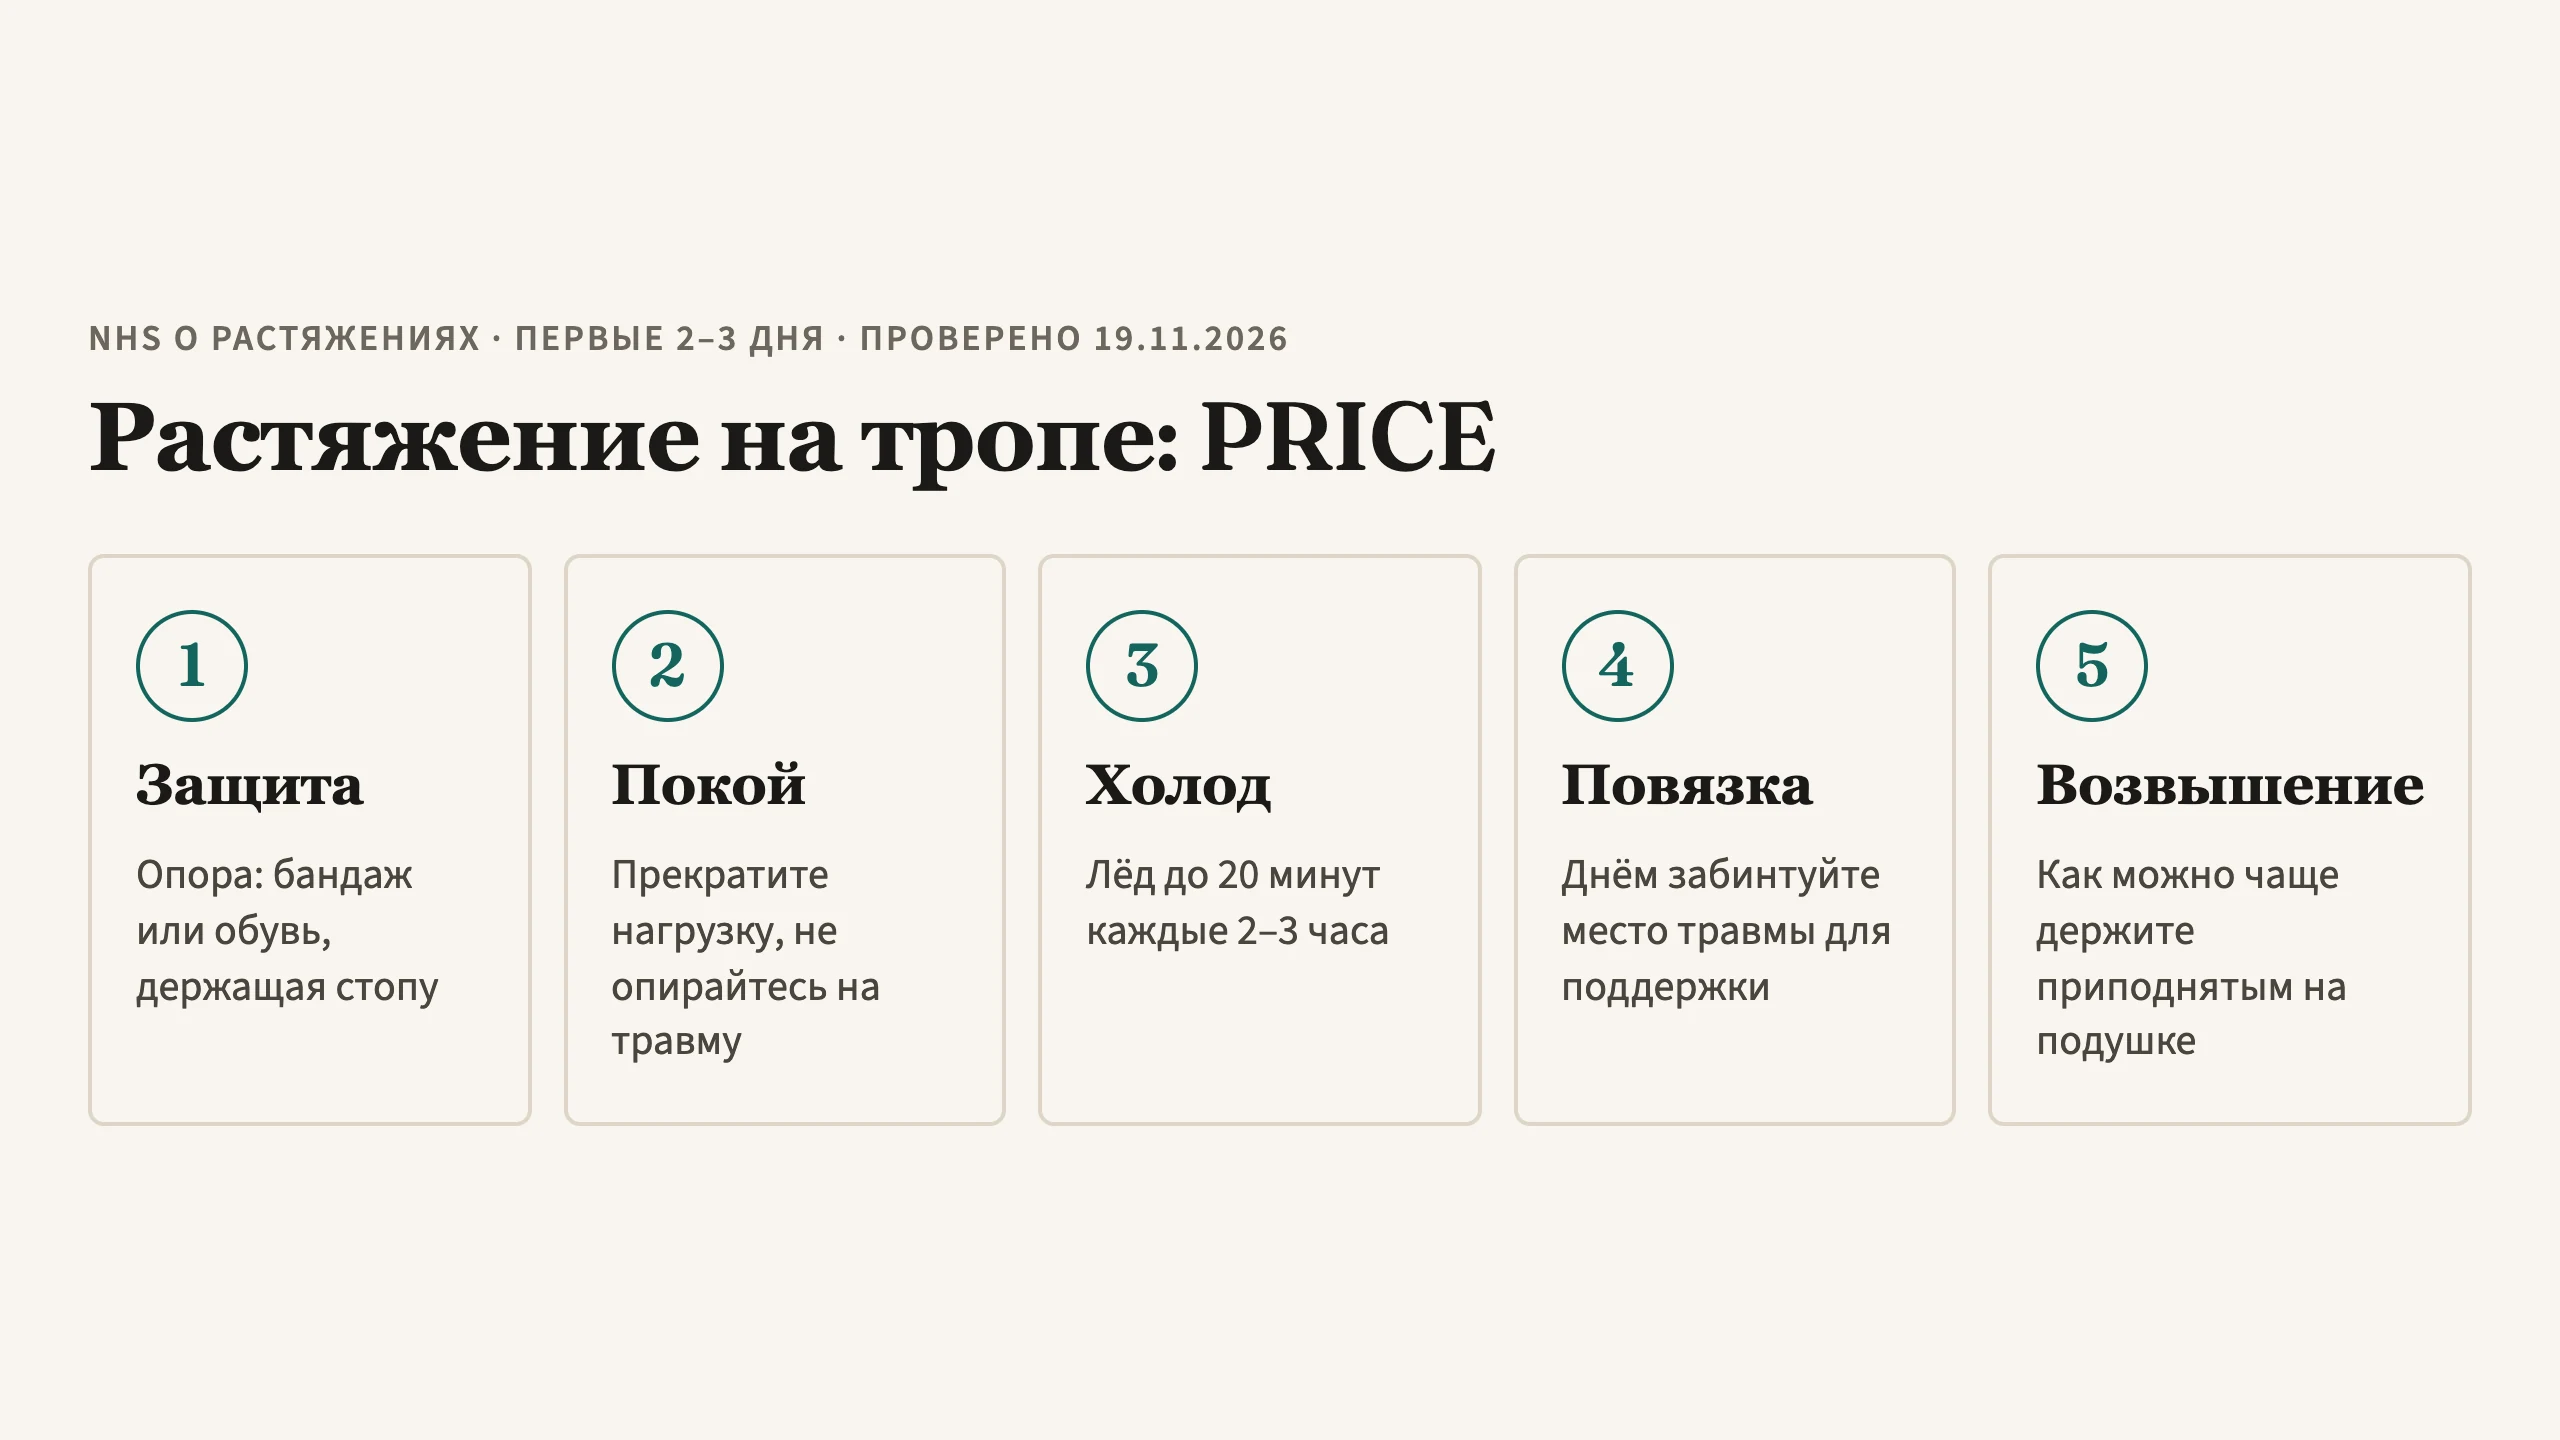 NHS О РАСТЯЖЕНИЯХ · ПЕРВЫЕ 2–3 ДНЯ · ПРОВЕРЕНО 19.11.2026
Растяжение на тропе: PRICE
1
Защита
Опора: бандаж
или обувь,
держащая стопу
2
Покой
Прекратите
нагрузку, не
опирайтесь на
травму
3
Холод
Лёд до 20 минут
каждые 2–3 часа
4
Повязка
Днём забинтуйте
место травмы для
поддержки
5
Возвышение
Как можно чаще
держите
приподнятым на
подушке